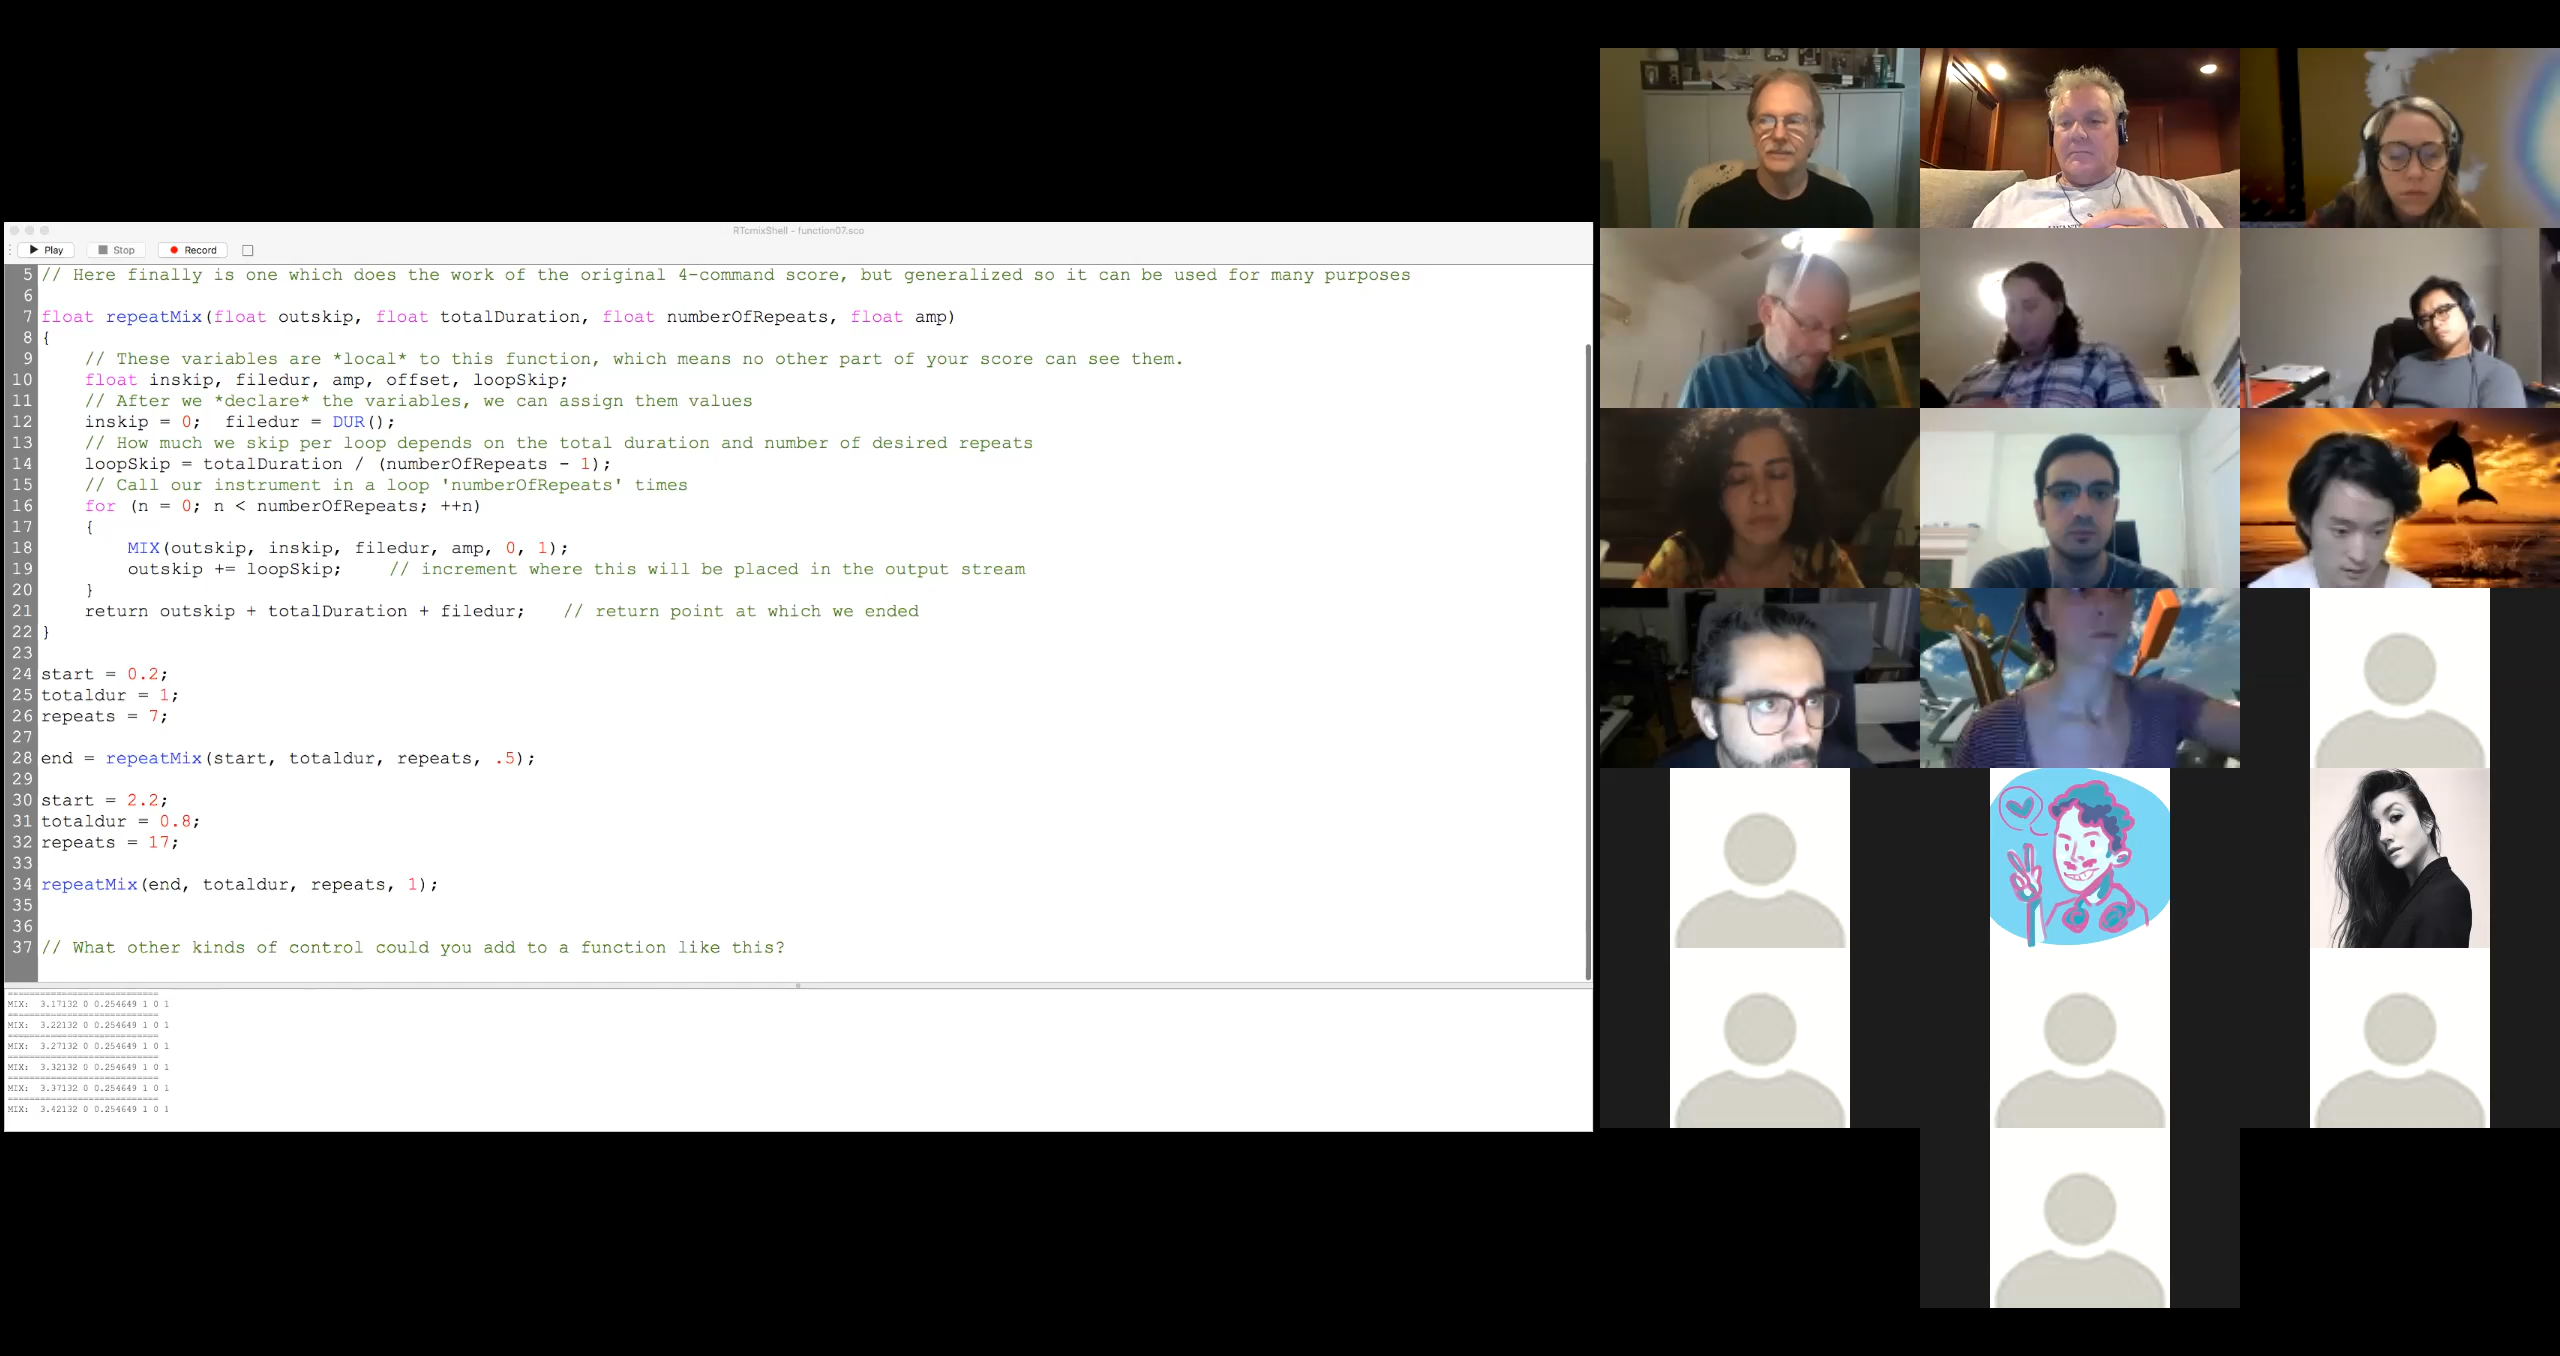 RTcmixShell - function07.sco
Play Stop Record
5 // Here finally is one which does the work of the original 4-command score, but generalized so it can be used for many purposes
6
7 float repeatMix(float outskip, float totalDuration, float numberOfRepeats, float amp)
8 {
9 // These variables are *local* to this function, which means no other part of your score can see them.
10 float inskip, filedur, amp, offset, loopSkip;
11 // After we *declare* the variables, we can assign them values
12 inskip = 0; filedur = DUR();
13 // How much we skip per loop depends on the total duration and number of desired repeats
14 loopSkip = totalDuration / (numberOfRepeats - 1);
15 // Call our instrument in a loop 'numberOfRepeats' times
16 for (n = 0; n < numberOfRepeats; ++n)
17 {
18 MIX(outskip, inskip, filedur, amp, 0, 1);
19 outskip += loopSkip; // increment where this will be placed in the output stream
20 }
21 return outskip + totalDuration + filedur; // return point at which we ended
22 }
23
24 start = 0.2;
25 totaldur = 1;
26 repeats = 7;
27
28 end = repeatMix(start, totaldur, repeats, .5);
29
30 start = 2.2;
31 totaldur = 0.8;
32 repeats = 17;
33
34 repeatMix(end, totaldur, repeats, 1);
35
36
37 // What other kinds of control could you add to a function like this?
============================
MIX: 3.17132 0 0.254649 1 0 1
============================
MIX: 3.22132 0 0.254649 1 0 1
============================
MIX: 3.27132 0 0.254649 1 0 1
============================
MIX: 3.32132 0 0.254649 1 0 1
============================
MIX: 3.37132 0 0.254649 1 0 1
============================
MIX: 3.42132 0 0.254649 1 0 1